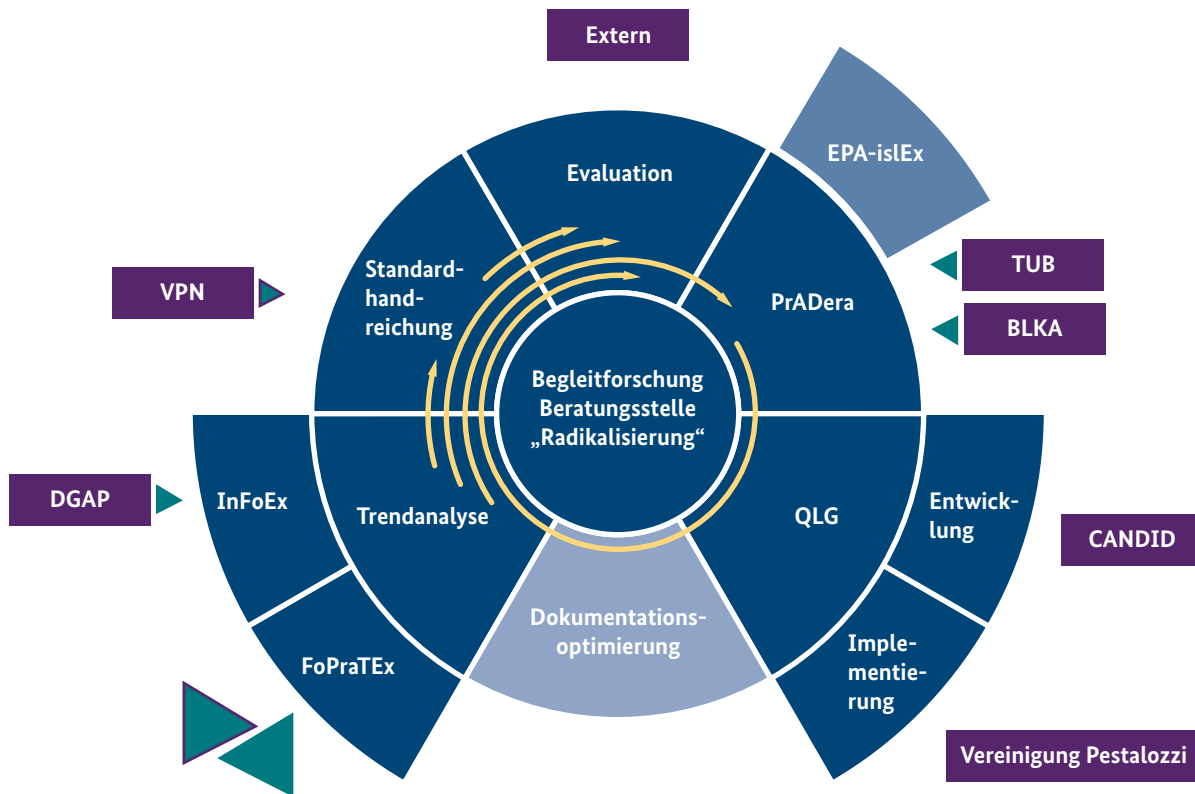 Extern
EPA-islEx
Evaluation
Standard-
hand-
reichung
PrADera
VPN
TUB
BLKA
Begleitforschung
Beratungsstelle
„Radikalisierung“
DGAP
InFoEx
Trendanalyse
QLG
Entwick-
lung
CANDID
Dokumentations-
optimierung
FoPraTEx
Imple-
mentie-
rung
Vereinigung Pestalozzi